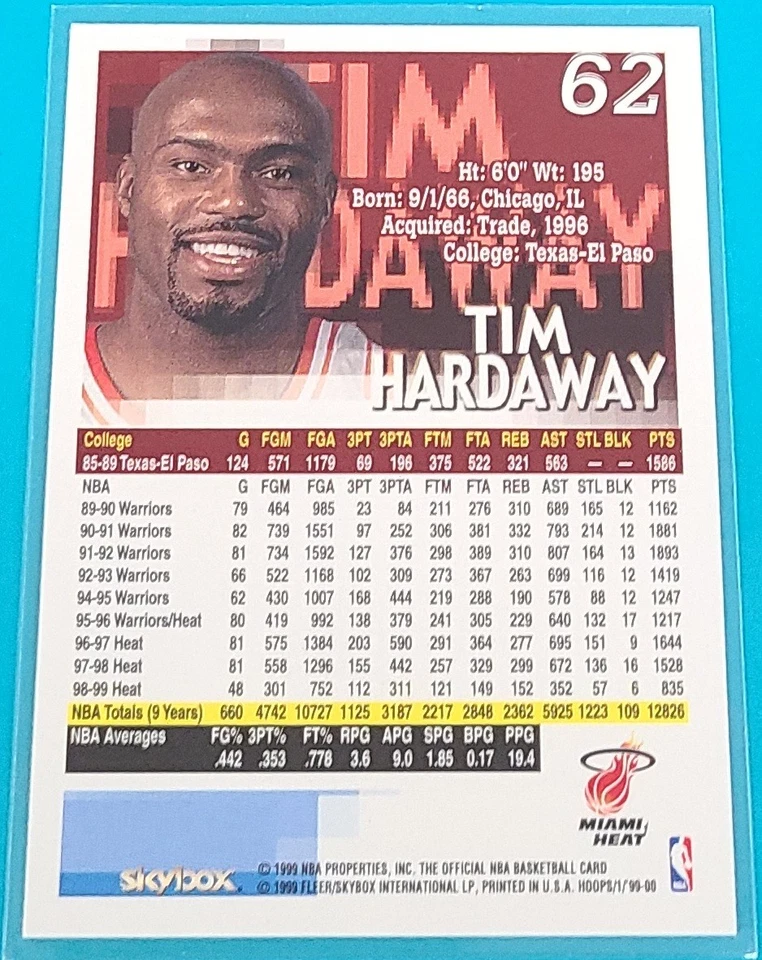 62
TIM
HARDAWAY
Ht: 6'0" Wt: 195
Born: 9/1/66, Chicago, IL
Acquired: Trade, 1996
College: Texas-El Paso
TIM
HARDAWAY
College G FGM FGA 3PT 3PTA FTM FTA REB AST STL BLK PTS
85-89 Texas-El Paso 124 571 1179 69 196 375 522 321 563 — — 1586
NBA G FGM FGA 3PT 3PTA FTM FTA REB AST STL BLK PTS
89-90 Warriors 79 464 985 23 84 211 276 310 689 165 12 1162
90-91 Warriors 82 739 1551 97 252 306 381 332 793 214 12 1881
91-92 Warriors 81 734 1592 127 376 298 389 310 807 164 13 1893
92-93 Warriors 66 522 1168 102 309 273 367 263 699 116 12 1419
94-95 Warriors 62 430 1007 168 444 219 288 190 578 88 12 1247
95-96 Warriors/Heat 80 419 992 138 379 241 305 229 640 132 17 1217
96-97 Heat 81 575 1384 203 590 291 364 277 695 151 9 1644
97-98 Heat 81 558 1296 155 442 257 329 299 672 136 16 1528
98-99 Heat 48 301 752 112 311 121 149 152 352 57 6 835
NBA Totals (9 Years) 660 4742 10727 1125 3187 2217 2848 2362 5925 1223 109 12826
NBA Averages FG% 3PT% FT% RPG APG SPG BPG PPG
.442 .353 .778 3.6 9.0 1.85 0.17 19.4
MIAMI
HEAT
skybox.
© 1999 NBA PROPERTIES, INC. THE OFFICIAL NBA BASKETBALL CARD
© 1999 FLEER/SKYBOX INTERNATIONAL LP, PRINTED IN U.S.A. HOOPS/1/'99-00